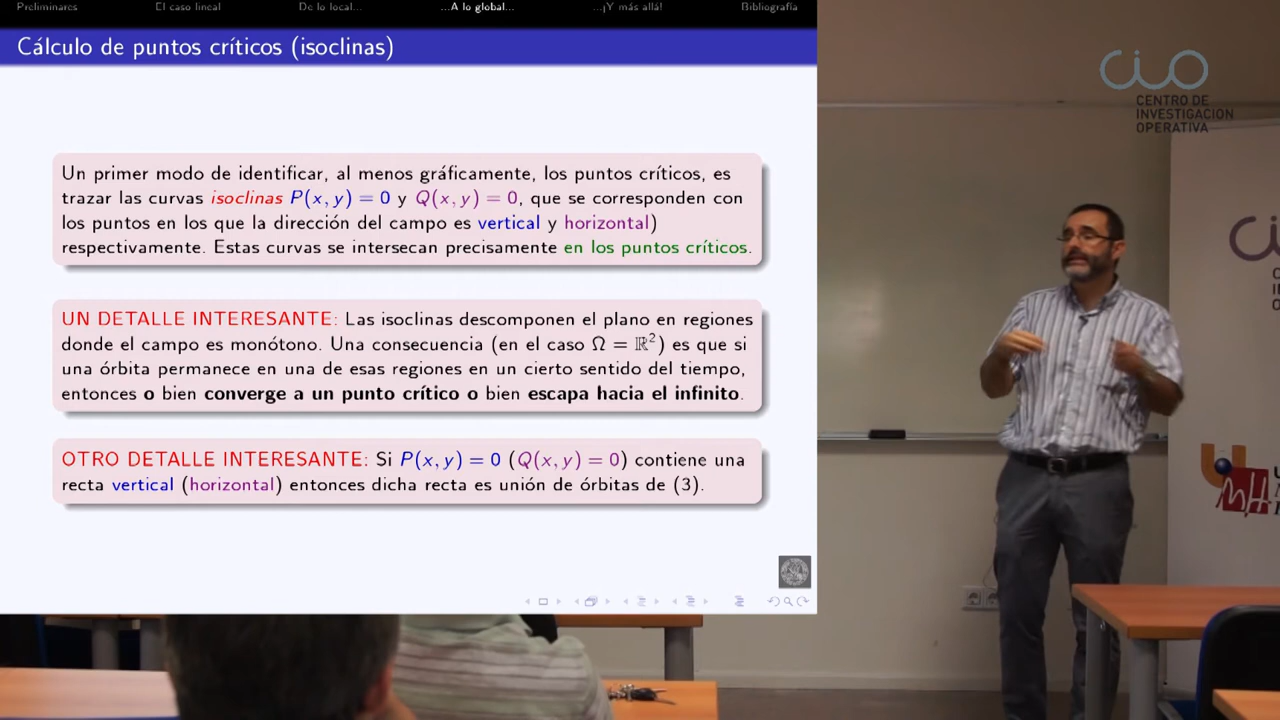 Preliminares El caso lineal De lo local... ...A lo global... ...¡Y más allá! Bibliografía
Cálculo de puntos críticos (isoclinas)
Un primer modo de identificar, al menos gráficamente, los puntos críticos, es
trazar las curvas isoclinas P(x, y) = 0 y Q(x, y) = 0, que se corresponden con
los puntos en los que la dirección del campo es vertical y horizontal)
respectivamente. Estas curvas se interecan precisamente en los puntos críticos.
UN DETALLE INTERESANTE: Las isoclinas descomponen el plano en regiones
donde el campo es monótono. Una consecuencia (en el caso Ω = ℝ²) es que si
una órbita permanece en una de esas regiones en un cierto sentido del tiempo,
entonces o bien converge a un punto crítico o bien escapa hacia el infinito.
OTRO DETALLE INTERESANTE: Si P(x, y) = 0 (Q(x, y) = 0) contiene una
recta vertical (horizontal) entonces dicha recta es unión de órbitas de (3).
CIO
CENTRO DE
INVESTIGACION
OPERATIVA